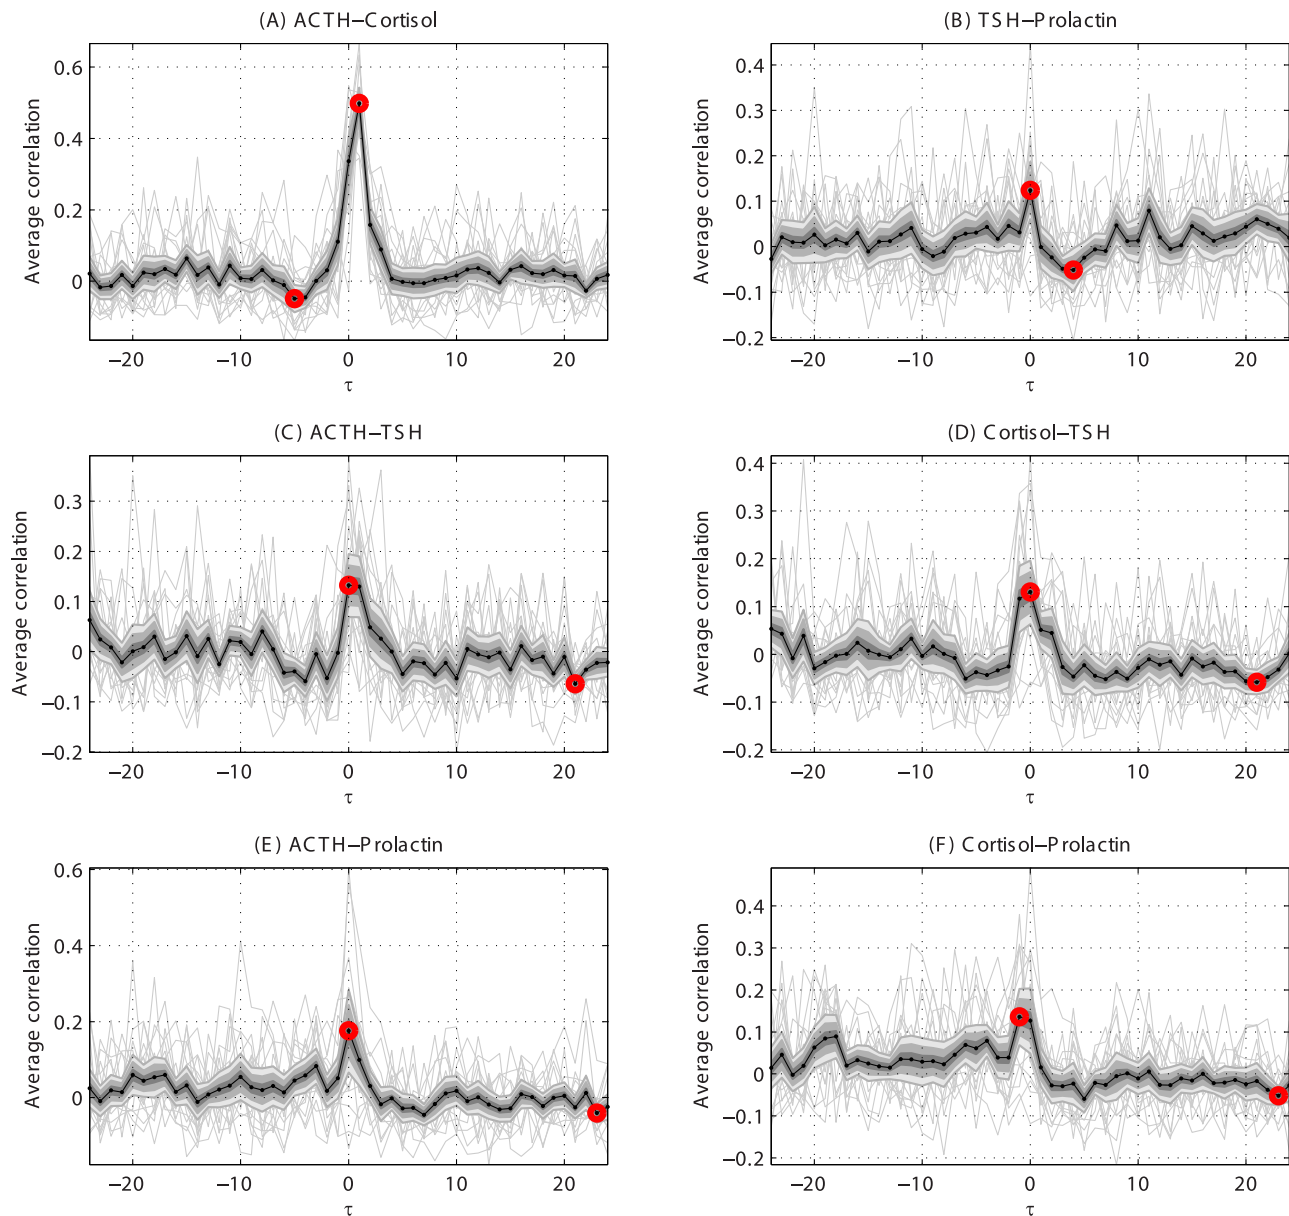 (A) ACTH−Cortisol
0.6
0.4
0.2
0
Average correlation
−20 −10 0 10 20
τ
(B) TSH−Prolactin
0.4
0.3
0.2
0.1
0
−0.1
−0.2
Average correlation
−20 −10 0 10 20
τ
(C) ACTH−TSH
0.3
0.2
0.1
0
−0.1
−0.2
Average correlation
−20 −10 0 10 20
τ
(D) Cortisol−TSH
0.4
0.3
0.2
0.1
0
−0.1
−0.2
Average correlation
−20 −10 0 10 20
τ
(E) ACTH−Prolactin
0.6
0.4
0.2
0
Average correlation
−20 −10 0 10 20
τ
(F) Cortisol−Prolactin
0.4
0.3
0.2
0.1
0
−0.1
−0.2
Average correlation
−20 −10 0 10 20
τ